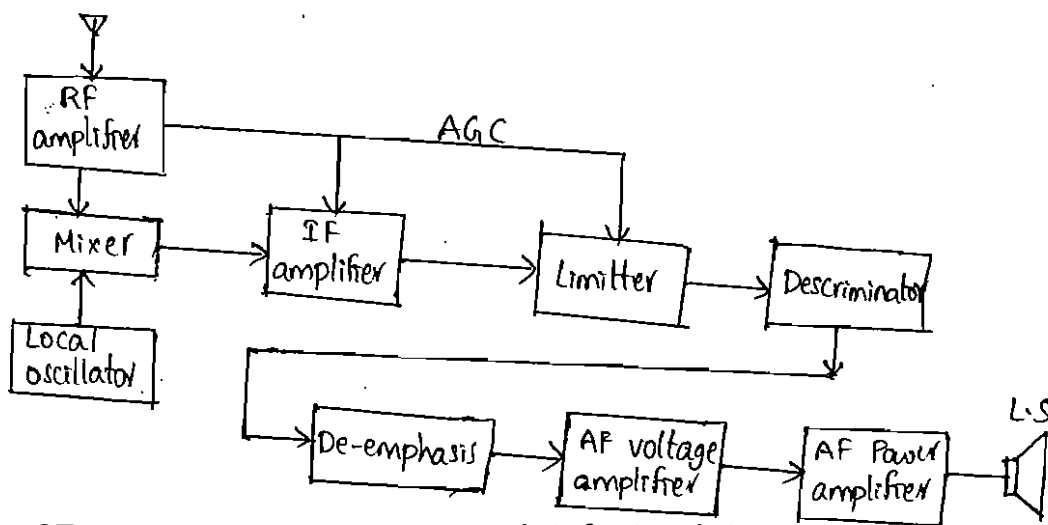 RF
amplifier
AGC
Mixer
IF
amplifier
Limitter
Descriminator
Local
oscillator
De-emphasis
AF voltage
amplifier
AF Power
amplifier
L.S